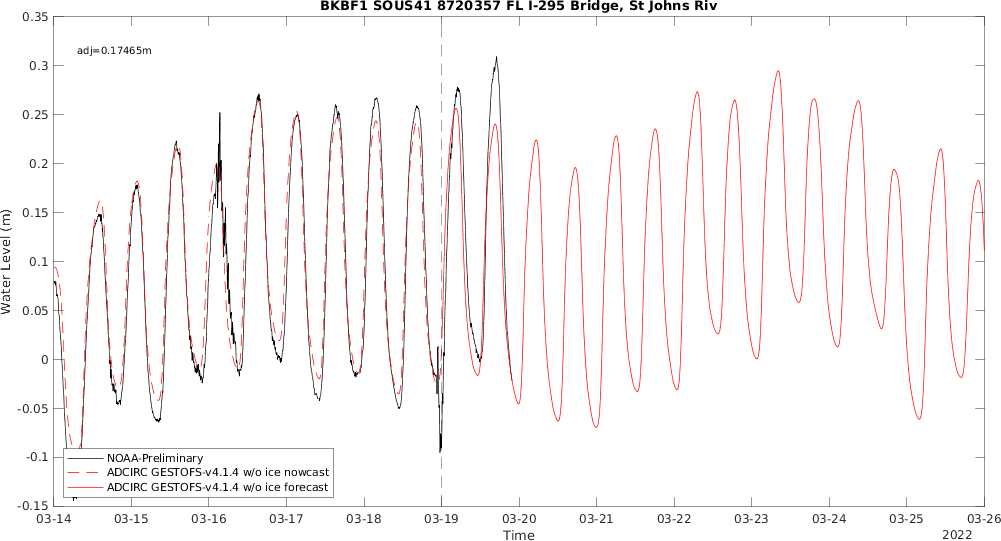 BKBF1 SOUS41 8720357 FL I-295 Bridge, St Johns Riv
adj=0.17465m
0.35
0.3
0.25
0.2
0.15
0.1
0.05
0
-0.05
-0.1
-0.15
Water Level (m)
NOAA-Preliminary
ADCIRC GESTOFS-v4.1.4 w/o ice nowcast
ADCIRC GESTOFS-v4.1.4 w/o ice forecast
03-14 03-15 03-16 03-17 03-18 03-19 03-20 03-21 03-22 03-23 03-24 03-25 03-26
Time
2022